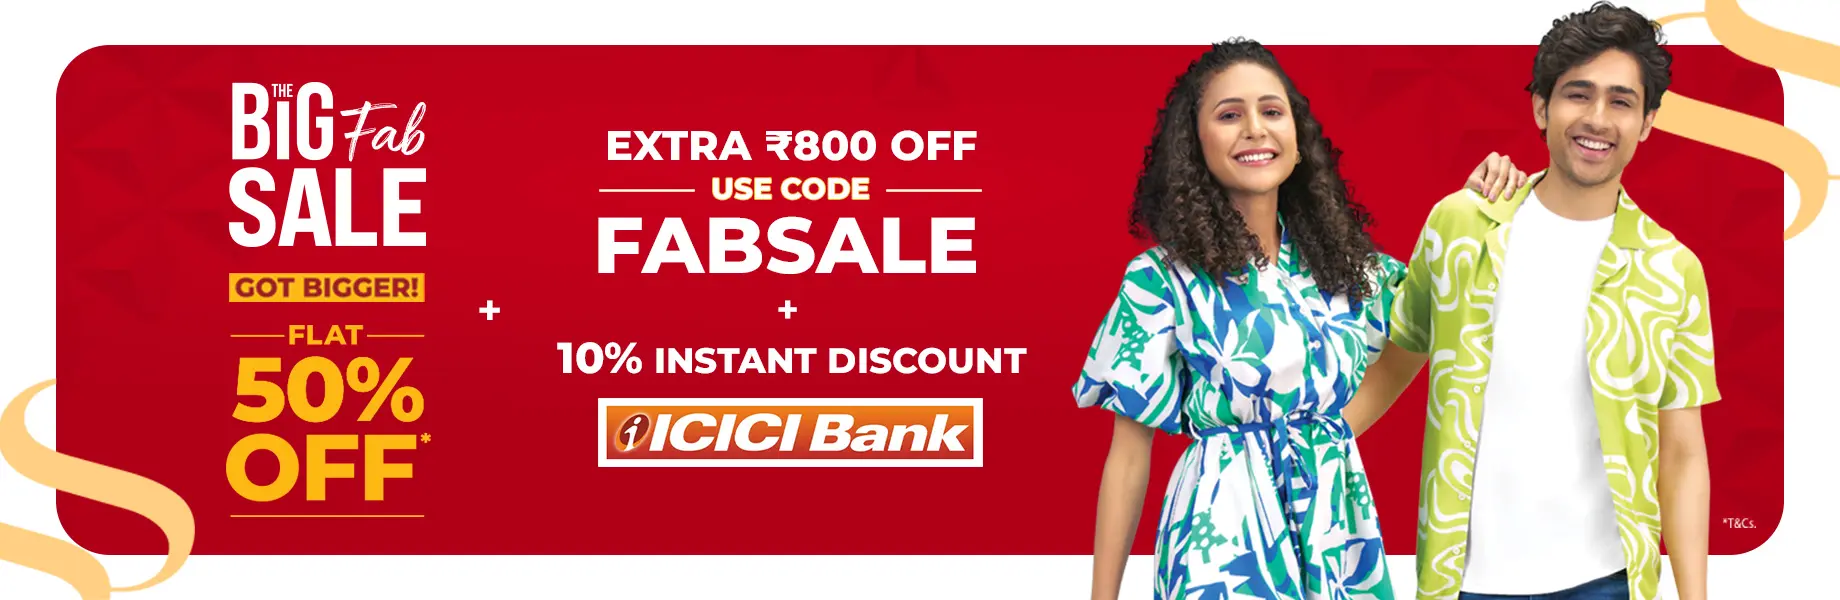 THE
BiG Fab
SALE
GOT BIGGER!
FLAT
50%
OFF*
+
EXTRA ₹800 OFF
USE CODE
FABSALE
+
10% INSTANT DISCOUNT
i ICICI Bank
*T&Cs.